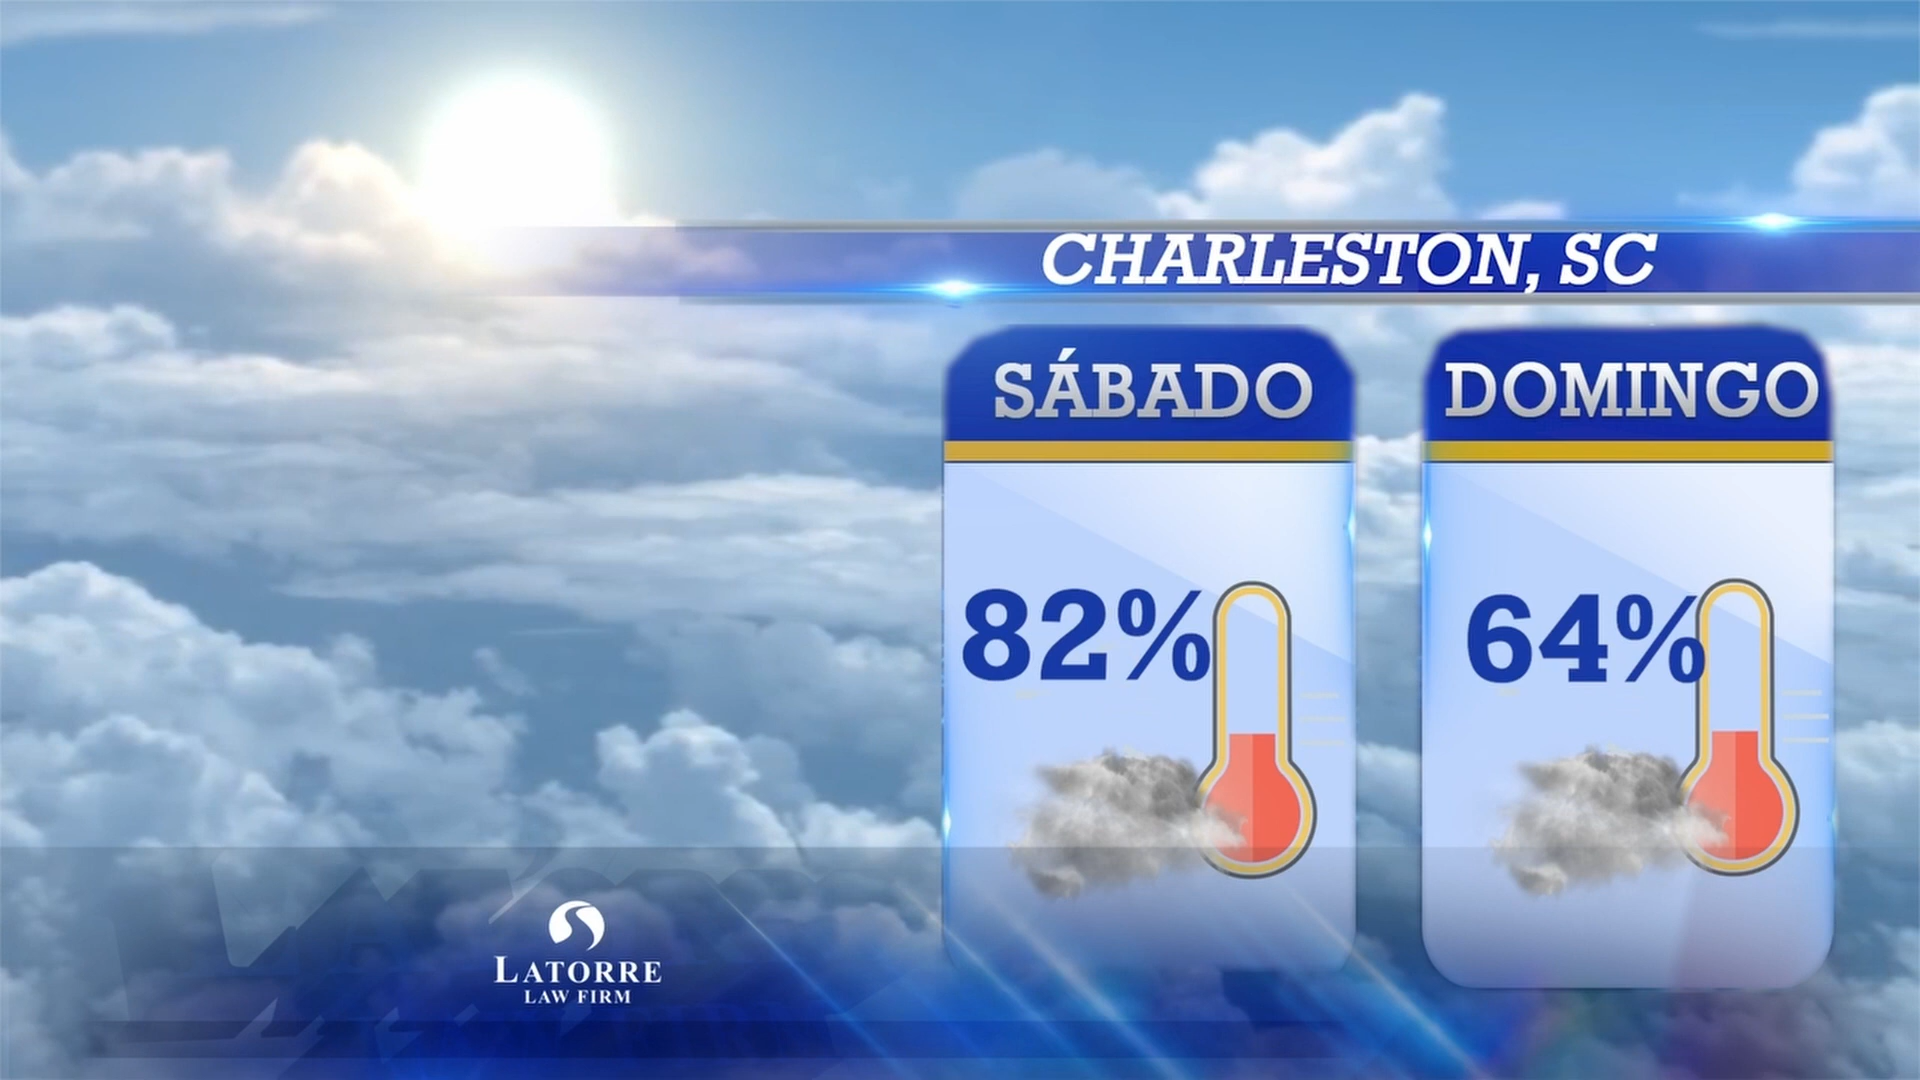 CHARLESTON, SC
SÁBADO
DOMINGO
82%
64%
LATORRE
LAW FIRM